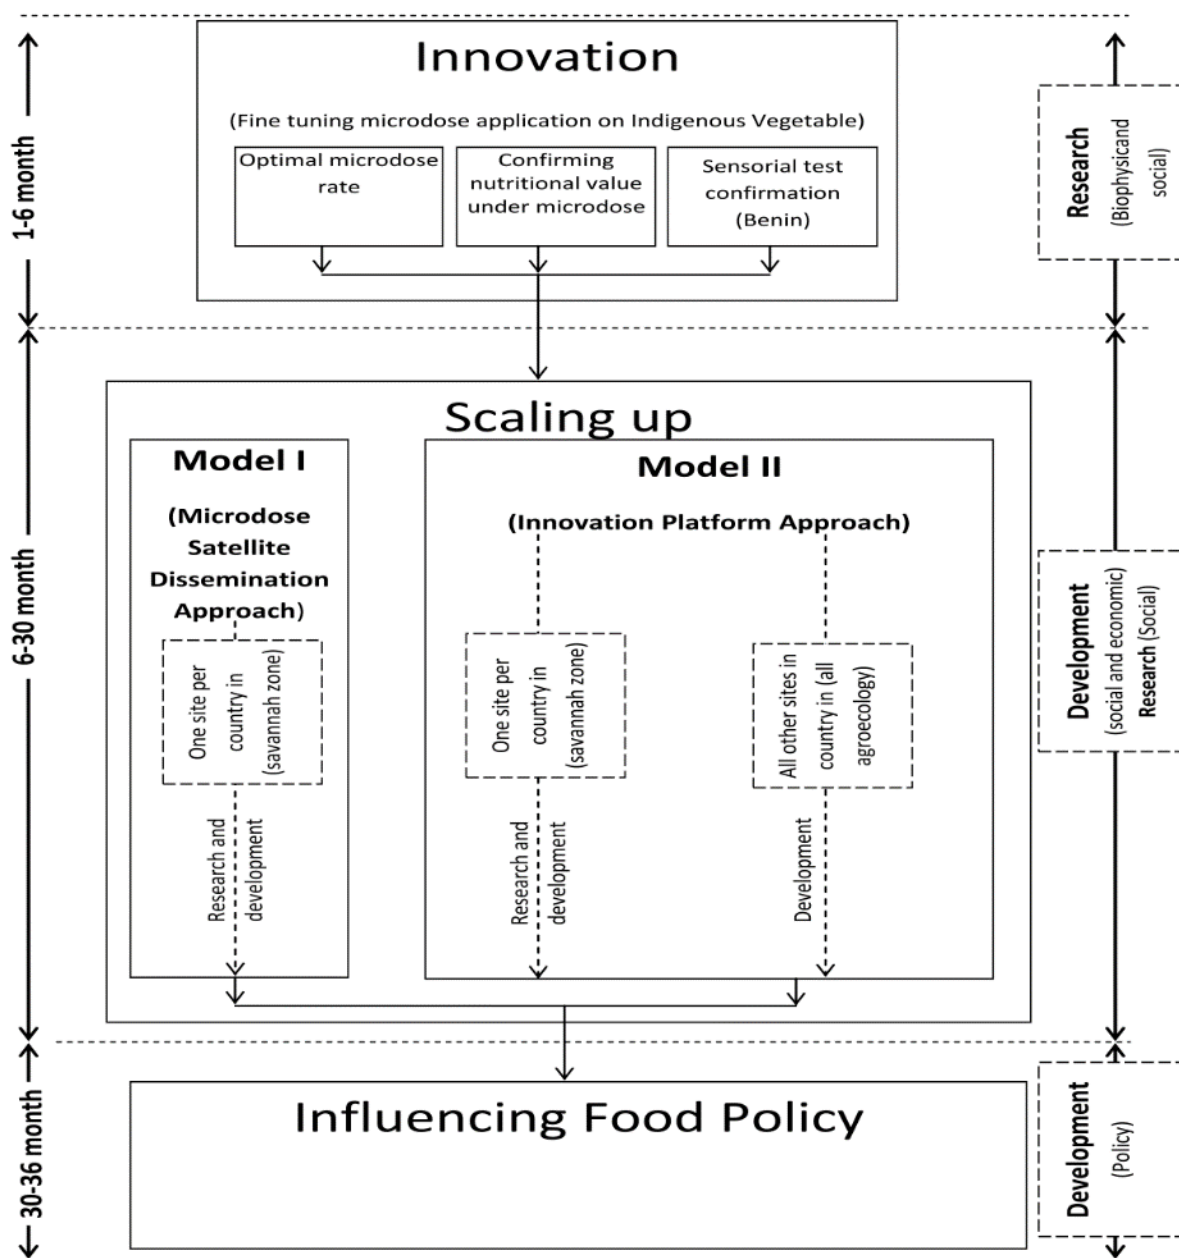 Innovation
(Fine tuning microdose application on Indigenous Vegetable)
Optimal microdose
rate
Confirming
nutritional value
under microdose
Sensorial test
confirmation
(Benin)
1-6 month
Research
(Biophysicand
social)
Scaling up
Model I
(Microdose
Satellite
Dissemination
Approach)
One site per
country in
(savannah zone)
Research and
development
Model II
(Innovation Platform Approach)
One site per
country in
(savannah zone)
Research and
development
All other sites in
country in (all
agroecology)
Development
6-30 month
Development
(social and economic)
Research (Social)
Influencing Food Policy
30-36 month
Development
(Policy)